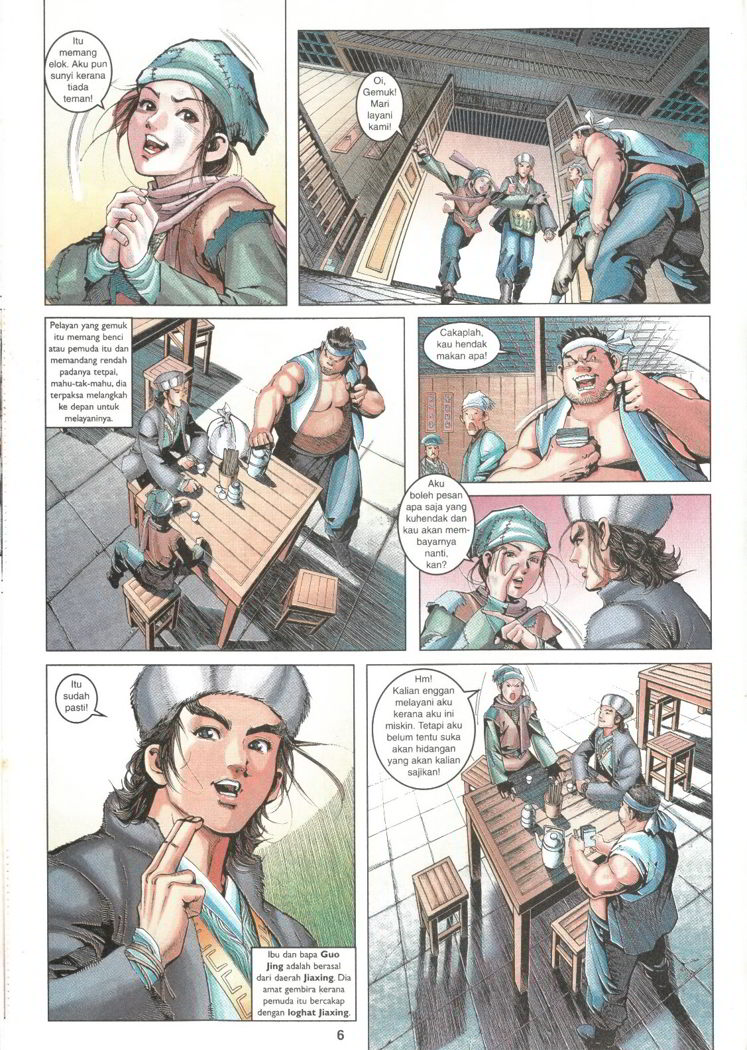 Itu
memang
elok. Aku pun
sunyi kerana
tiada
teman!
Oi,
Gemuk!
Mari
layani
kami!
Pelayan yang gemuk
itu memang benci
atau pemuda itu dan
memandang rendah
padanya tetpai,
mahu-tak-mahu, dia
terpaksa melangkah
ke depan untuk
melayaninya.
Cakaplah,
kau hendak
makan apa!
Aku
boleh pesan
apa saja yang
kuhendak dan
kau akan mem-
bayarnya
nanti,
kan?
Itu
sudah
pasti!
Ibu dan bapa Guo
Jing adalah berasal
dari daerah Jiaxing. Dia
amat gembira kerana
pemuda itu bercakap
dengan loghat Jiaxing.
Hm!
Kalian enggan
melayani aku
kerana aku ini
miskin. Tetapi aku
belum tentu suka
akan hidangan
yang akan kalian
sajikan!
6